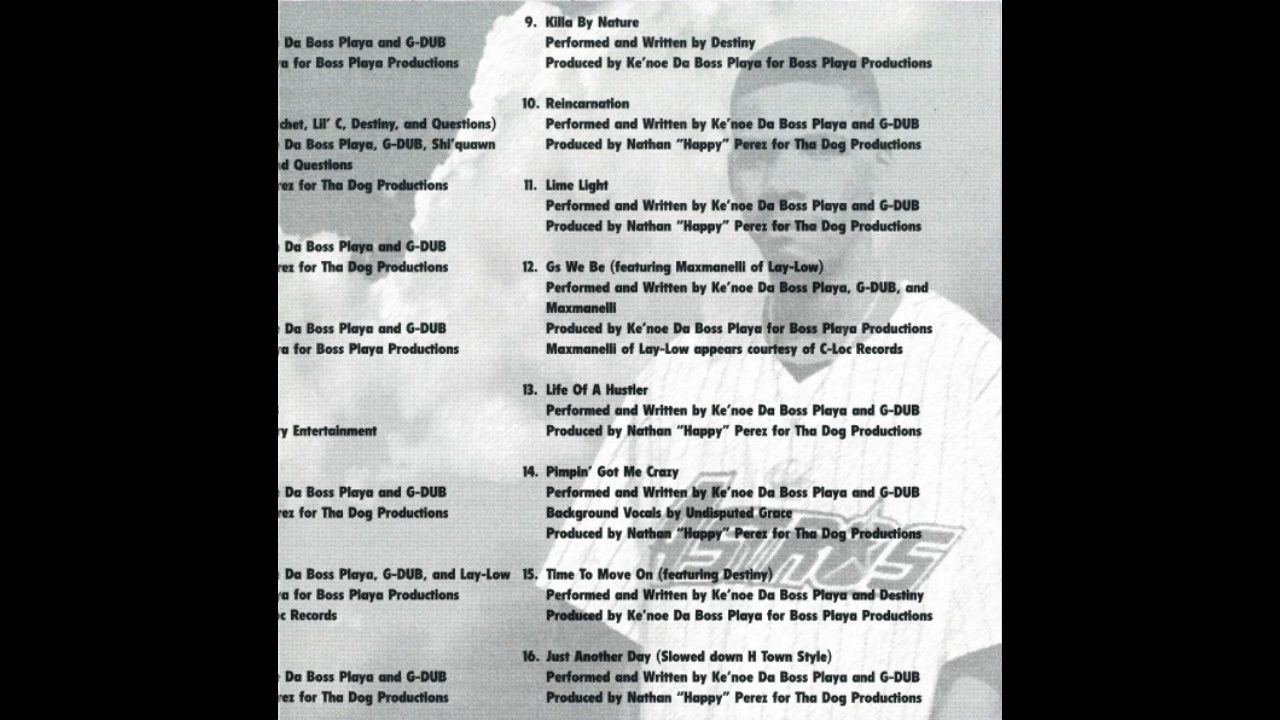 Da Boss Playa and G-DUB
a for Boss Playa Productions
chet, Lil' C, Destiny, and Questions)
Da Boss Playa, G-DUB, Shi'quawn
d Questions
rez for Tha Dog Productions
Da Boss Playa and G-DUB
rez for Tha Dog Productions
Da Boss Playa and G-DUB
a for Boss Playa Productions
ry Entertainment
Da Boss Playa and G-DUB
rez for Tha Dog Productions
Da Boss Playa, G-DUB, and Lay-Low
a for Boss Playa Productions
c Records
Da Boss Playa and G-DUB
rez for Tha Dog Productions
9. Killa By Nature
Performed and Written by Destiny
Produced by Ke'noe Da Boss Playa for Boss Playa Productions
10. Reincarnation
Performed and Written by Ke'noe Da Boss Playa and G-DUB
Produced by Nathan "Happy" Perez for Tha Dog Productions
11. Lime Light
Performed and Written by Ke'noe Da Boss Playa and G-DUB
Produced by Nathan "Happy" Perez for Tha Dog Productions
12. Gs We Be (featuring Maxmanelli of Lay-Low)
Performed and Written by Ke'noe Da Boss Playa, G-DUB, and
Maxmanelli
Produced by Ke'noe Da Boss Playa for Boss Playa Productions
Maxmanelli of Lay-Low appears courtesy of C-Loc Records
13. Life Of A Hustler
Performed and Written by Ke'noe Da Boss Playa and G-DUB
Produced by Nathan "Happy" Perez for Tha Dog Productions
14. Pimpin' Got Me Crazy
Performed and Written by Ke'noe Da Boss Playa and G-DUB
Background Vocals by Undisputed Grace
Produced by Nathan "Happy" Perez for Tha Dog Productions
15. Time To Move On (featuring Destiny)
Performed and Written by Ke'noe Da Boss Playa and Destiny
Produced by Ke'noe Da Boss Playa for Boss Playa Productions
16. Just Another Day (Slowed down H Town Style)
Performed and Written by Ke'noe Da Boss Playa and G-DUB
Produced by Nathan "Happy" Perez for Tha Dog Productions
ASTROS